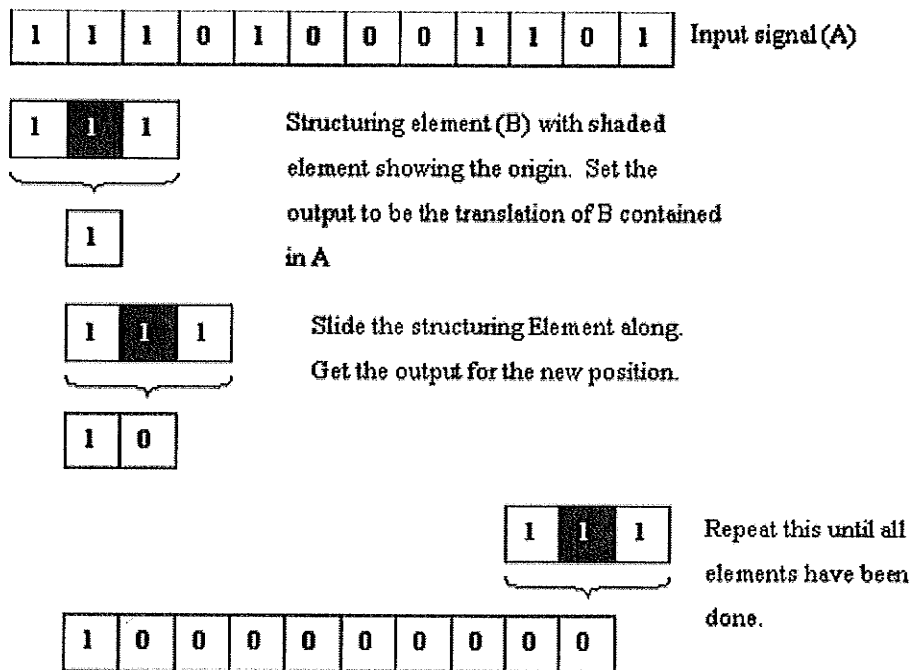 1 1 1 0 1 0 0 0 1 1 0 1 Input signal (A)
1 1 1
Structuring element (B) with shaded
element showing the origin. Set the
output to be the translation of B contained
in A
1
1 1 1
Slide the structuring Element along.
Get the output for the new position.
1 0
1 1 1
Repeat this until all
elements have been
done.
1 0 0 0 0 0 0 0 0 0